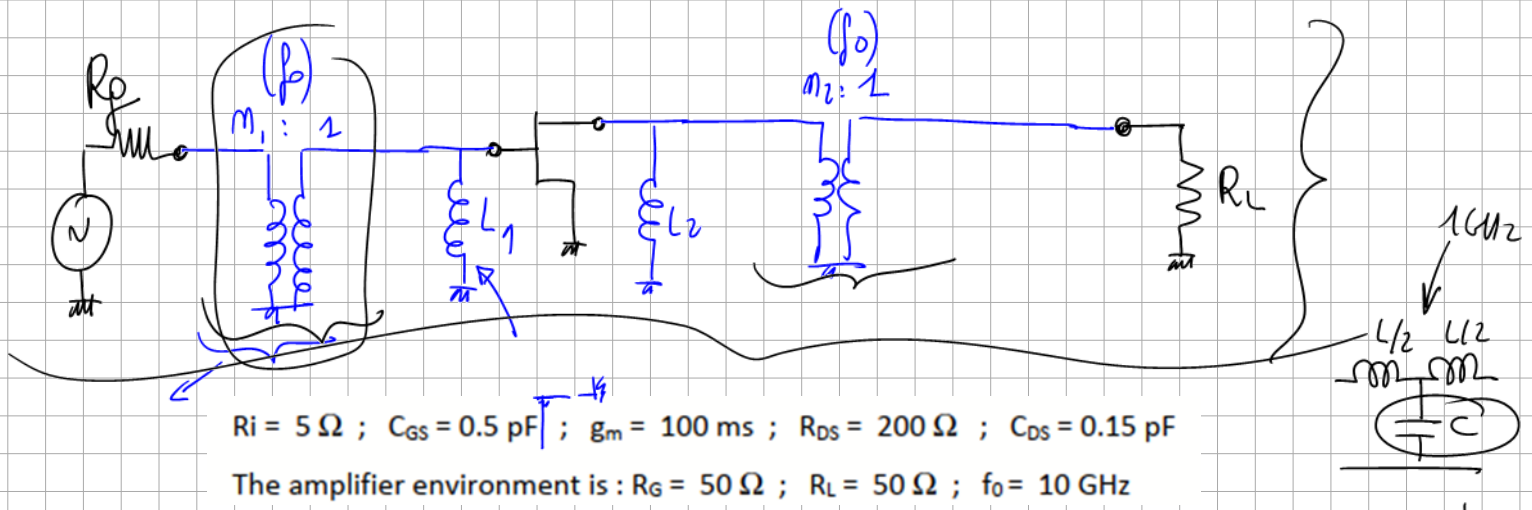 (f0)
(f0)
m2: 1
Rg
m1: 1
RL
L1
L2
1GHz
L/2 L/2
C
Ri = 5 Ω ; CGS = 0.5 pF ; gm = 100 ms ; RDS = 200 Ω ; CDS = 0.15 pF
The amplifier environment is : RG = 50 Ω ; RL = 50 Ω ; f0 = 10 GHz